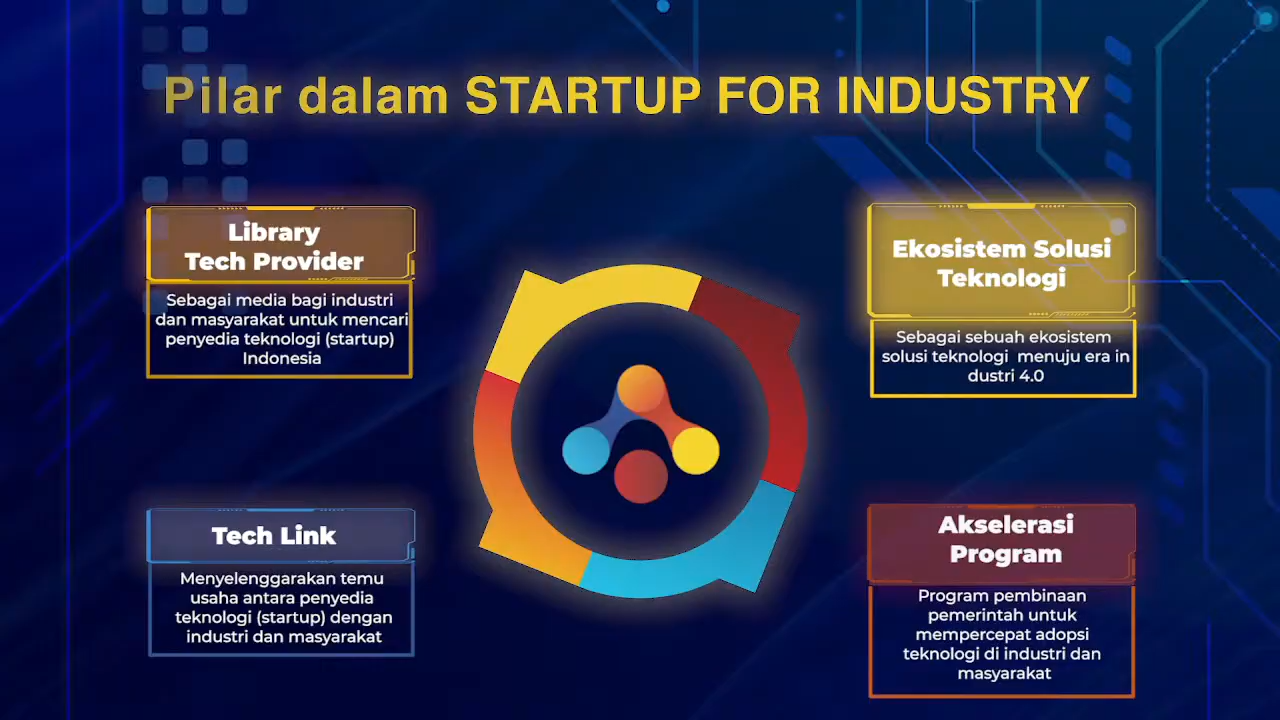 Pilar dalam STARTUP FOR INDUSTRY
Library
Tech Provider
Sebagai media bagi industri
dan masyarakat untuk mencari
penyedia teknologi (startup)
Indonesia
Ekosistem Solusi
Teknologi
Sebagai sebuah ekosistem
solusi teknologi menuju era in
dustri 4.0
Tech Link
Menyelenggarakan temu
usaha antara penyedia
teknologi (startup) dengan
industri dan masyarakat
Akselerasi
Program
Program pembinaan
pemerintah untuk
mempercepat adopsi
teknologi di industri dan
masyarakat